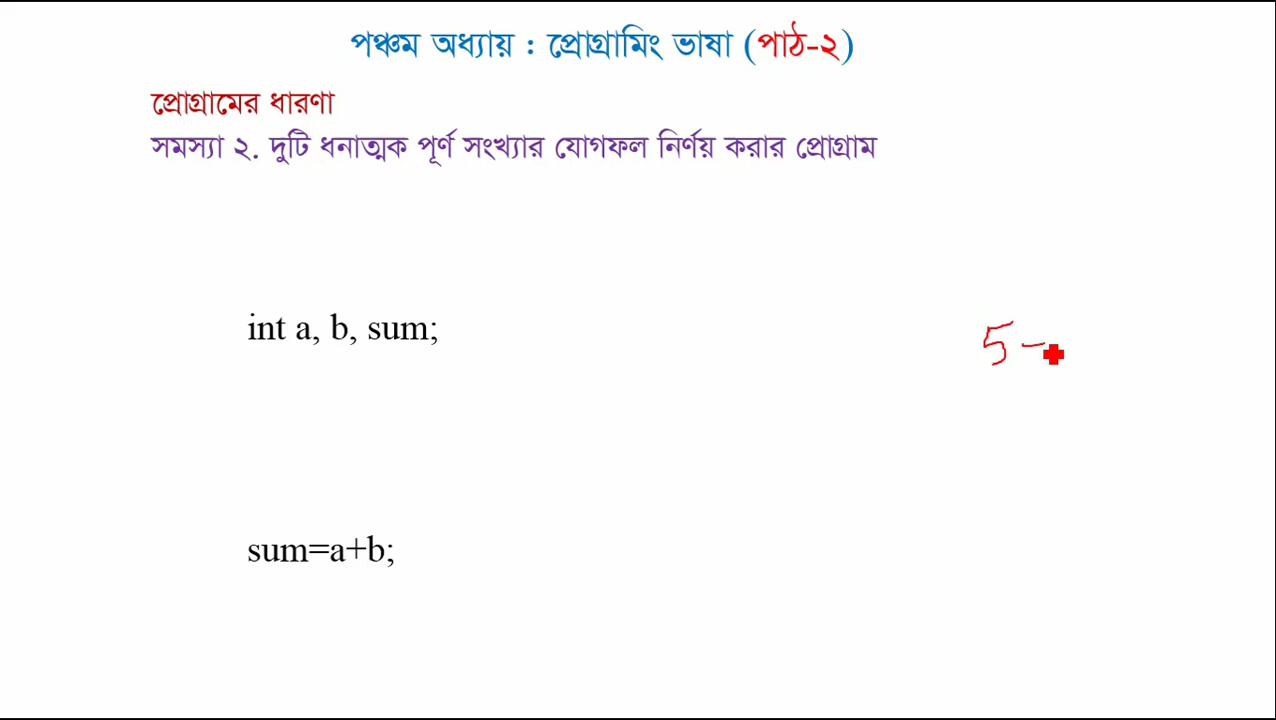 পঞ্চম অধ্যায় : প্রোগ্রামিং ভাষা (পাঠ-২)
প্রোগ্রামের ধারণা
সমস্যা ২. দুটি ধনাত্মক পূর্ণ সংখ্যার যোগফল নির্ণয় করার প্রোগ্রাম
int a, b, sum;
5 -
sum=a+b;